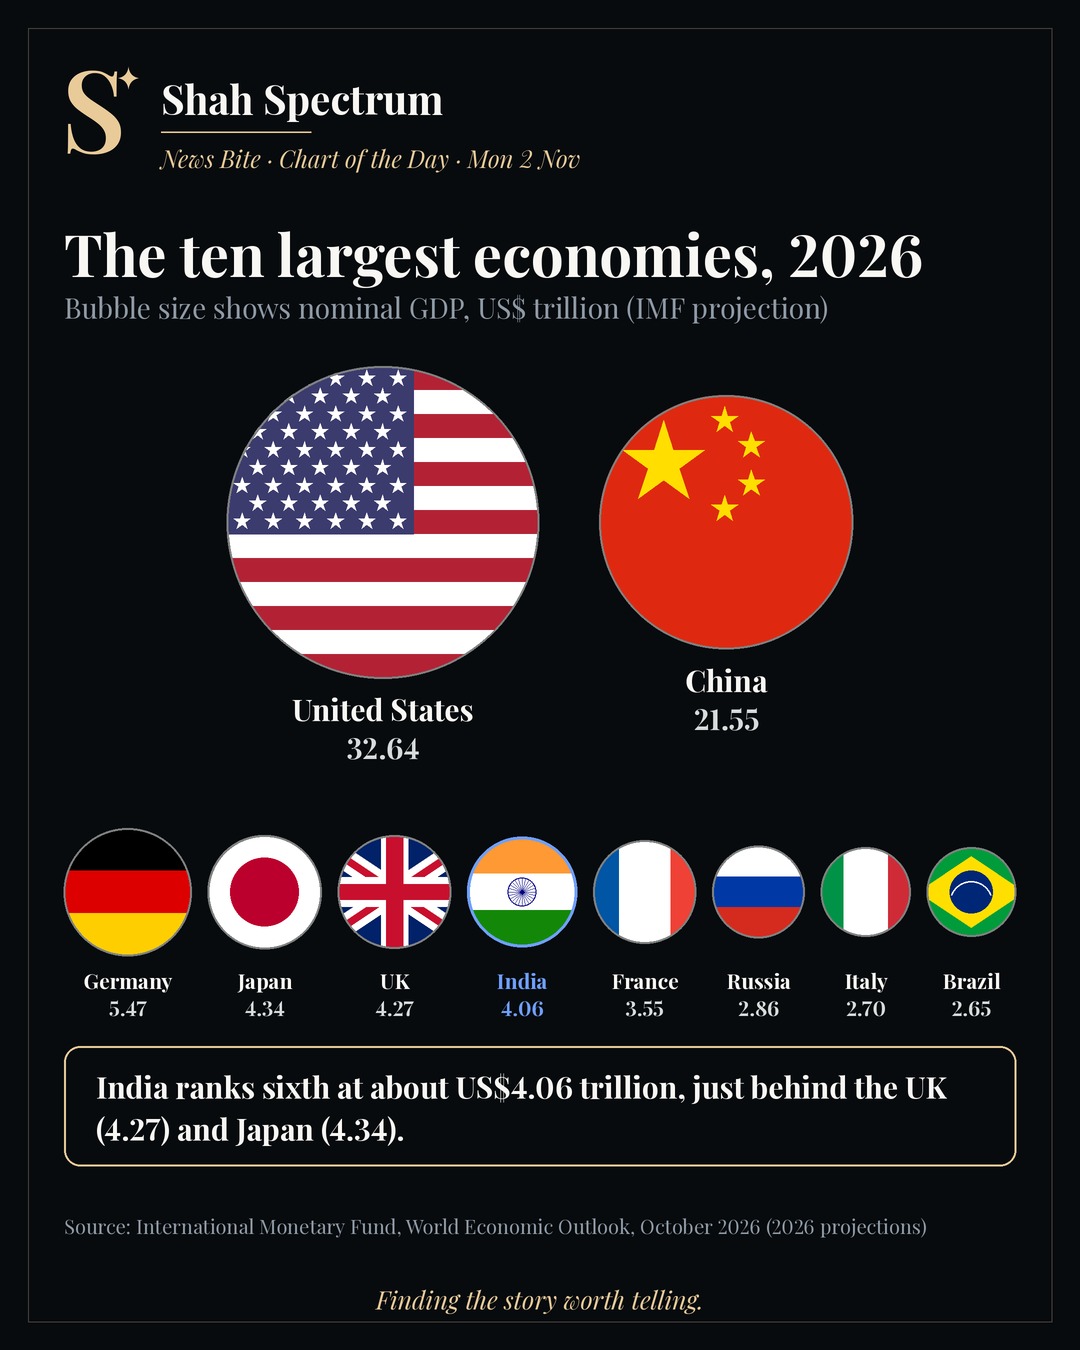 S
Shah Spectrum
News Bite · Chart of the Day · Mon 2 Nov
The ten largest economies, 2026
Bubble size shows nominal GDP, US$ trillion (IMF projection)
United States
32.64
China
21.55
Germany
5.47
Japan
4.34
UK
4.27
India
4.06
France
3.55
Russia
2.86
Italy
2.70
Brazil
2.65
India ranks sixth at about US$4.06 trillion, just behind the UK
(4.27) and Japan (4.34).
Source: International Monetary Fund, World Economic Outlook, October 2026 (2026 projections)
Finding the story worth telling.